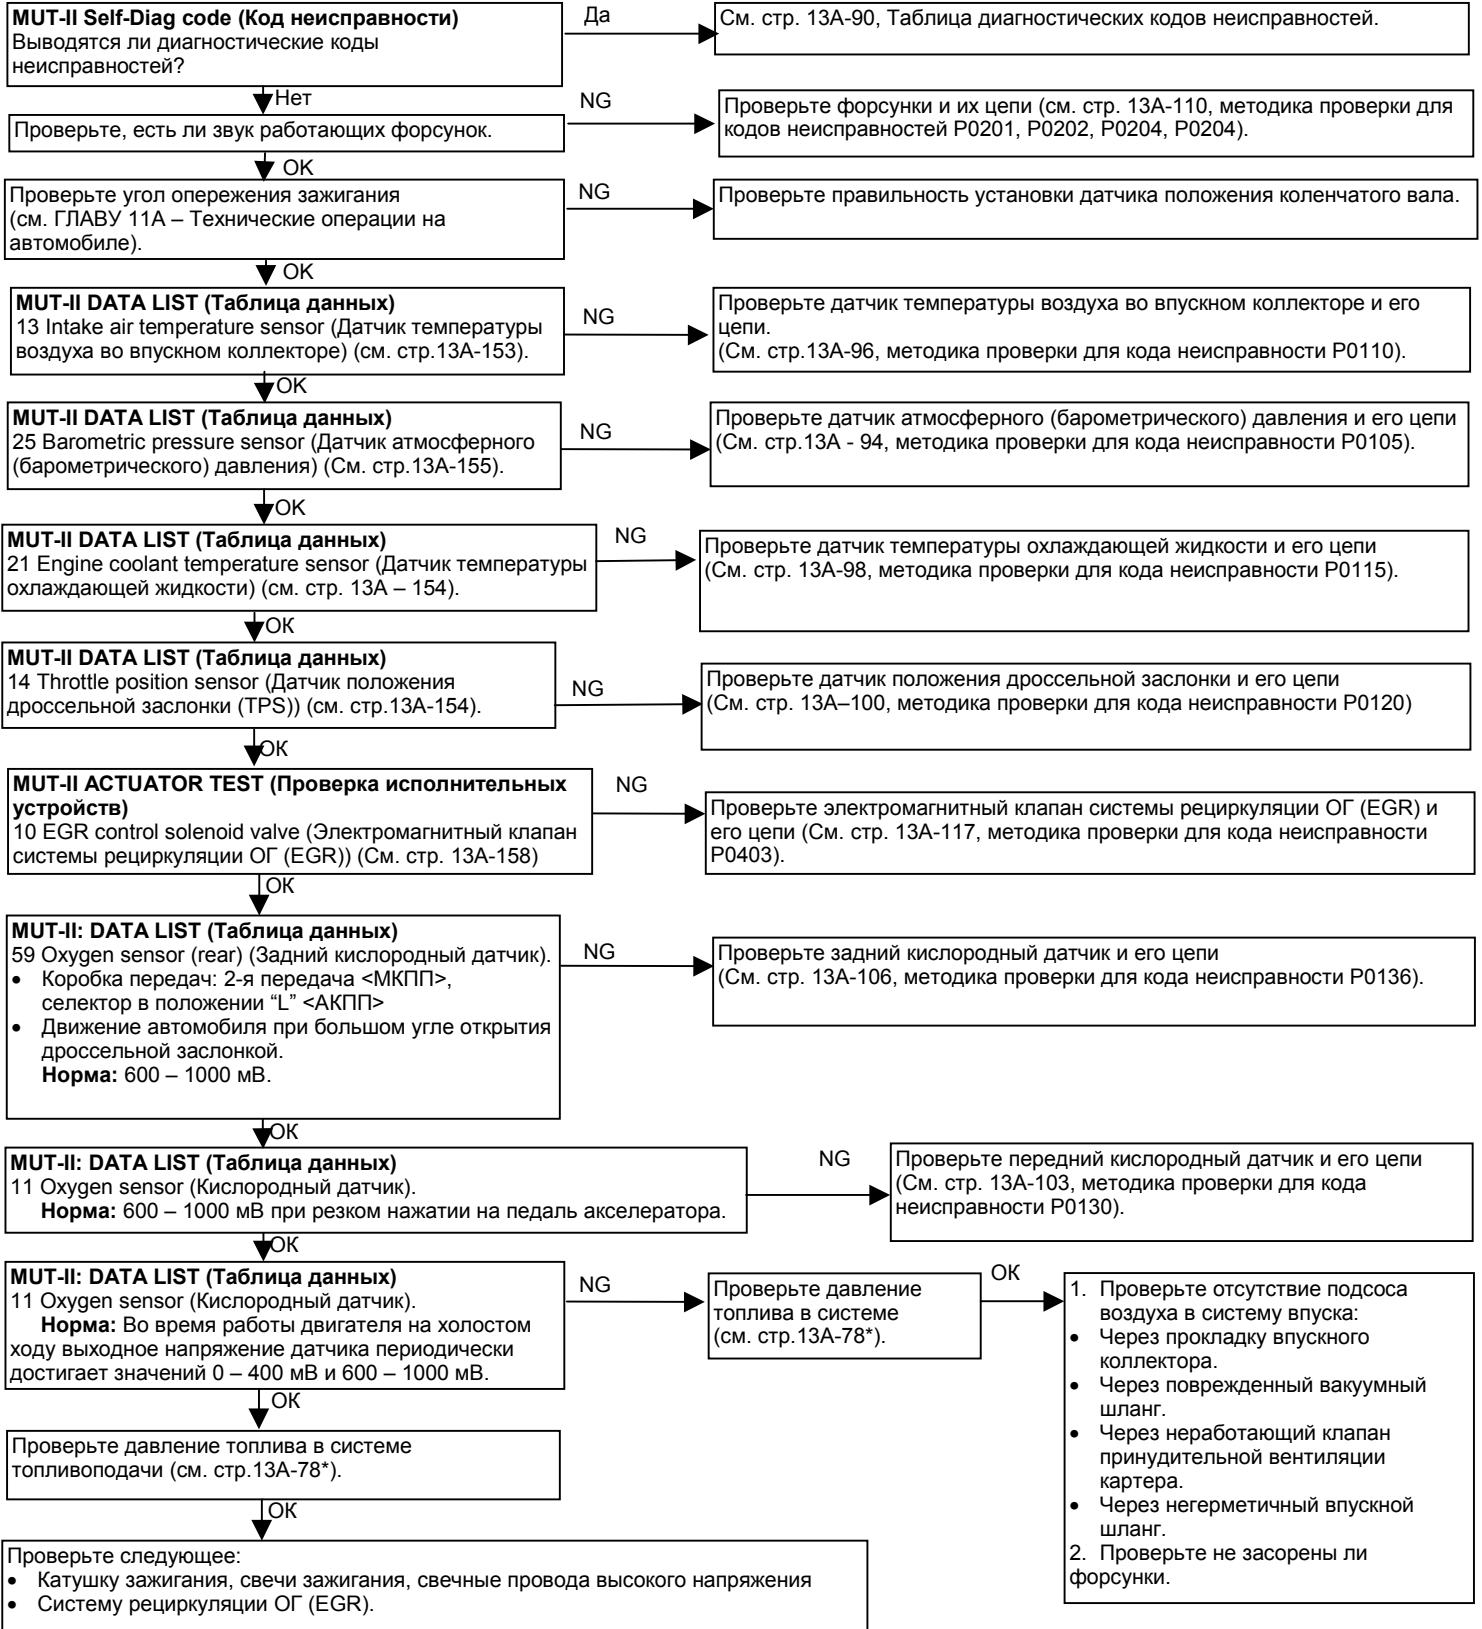 MUT-II Self-Diag code (Код неисправности)
Выводятся ли диагностические коды
неисправностей?
Да
См. стр. 13A-90, Таблица диагностических кодов неисправностей.
Нет
Проверьте, есть ли звук работающих форсунок.
NG
Проверьте форсунки и их цепи (см. стр. 13A-110, методика проверки для
кодов неисправностей P0201, P0202, P0204, P0204).
OK
Проверьте угол опережения зажигания
(см. ГЛАВУ 11A – Технические операции на
автомобиле).
NG
Проверьте правильность установки датчика положения коленчатого вала.
OK
MUT-II DATA LIST (Таблица данных)
13 Intake air temperature sensor (Датчик температуры
воздуха во впускном коллекторе) (см. стр.13A-153).
NG
Проверьте датчик температуры воздуха во впускном коллекторе и его
цепи.
(См. стр.13A-96, методика проверки для кода неисправности P0110).
OK
MUT-II DATA LIST (Таблица данных)
25 Barometric pressure sensor (Датчик атмосферного
(барометрического) давления) (См. стр.13A-155).
NG
Проверьте датчик атмосферного (барометрического) давления и его цепи
(См. стр.13A - 94, методика проверки для кода неисправности P0105).
OK
MUT-II DATA LIST (Таблица данных)
21 Engine coolant temperature sensor (Датчик температуры
охлаждающей жидкости) (см. стр. 13A – 154).
NG
Проверьте датчик температуры охлаждающей жидкости и его цепи
(См. стр. 13A-98, методика проверки для кода неисправности P0115).
OK
MUT-II DATA LIST (Таблица данных)
14 Throttle position sensor (Датчик положения
дроссельной заслонки (TPS)) (см. стр.13A-154).
NG
Проверьте датчик положения дроссельной заслонки и его цепи
(См. стр. 13A–100, методика проверки для кода неисправности P0120)
OK
MUT-II ACTUATOR TEST (Проверка исполнительных
устройств)
10 EGR control solenoid valve (Электромагнитный клапан
системы рециркуляции ОГ (EGR)) (См. стр. 13A-158)
NG
Проверьте электромагнитный клапан системы рециркуляции ОГ (EGR) и
его цепи (См. стр. 13A-117, методика проверки для кода неисправности
P0403).
OK
MUT-II: DATA LIST (Таблица данных)
59 Oxygen sensor (rear) (Задний кислородный датчик).
• Коробка передач: 2-я передача <МКПП>,
селектор в положении “L” <АКПП>
• Движение автомобиля при большом угле открытия
дроссельной заслонкой.
Норма: 600 – 1000 мВ.
NG
Проверьте задний кислородный датчик и его цепи
(См. стр. 13A-106, методика проверки для кода неисправности P0136).
OK
MUT-II: DATA LIST (Таблица данных)
11 Oxygen sensor (Кислородный датчик).
Норма: 600 – 1000 мВ при резком нажатии на педаль акселератора.
NG
Проверьте передний кислородный датчик и его цепи
(См. стр. 13A-103, методика проверки для кода
неисправности P0130).
OK
MUT-II: DATA LIST (Таблица данных)
11 Oxygen sensor (Кислородный датчик).
Норма: Во время работы двигателя на холостом
ходу выходное напряжение датчика периодически
достигает значений 0 – 400 мВ и 600 – 1000 мВ.
NG
Проверьте давление
топлива в системе
(см. стр.13A-78*).
OK
1. Проверьте отсутствие подсоса
воздуха в систему впуска:
• Через прокладку впускного
коллектора.
• Через поврежденный вакуумный
шланг.
• Через неработающий клапан
принудительной вентиляции
картера.
• Через негерметичный впускной
шланг.
2. Проверьте не засорены ли
форсунки.
OK
Проверьте давление топлива в системе
топливоподачи (см. стр.13A-78*).
OK
Проверьте следующее:
• Катушку зажигания, свечи зажигания, свечные провода высокого напряжения
• Систему рециркуляции ОГ (EGR).